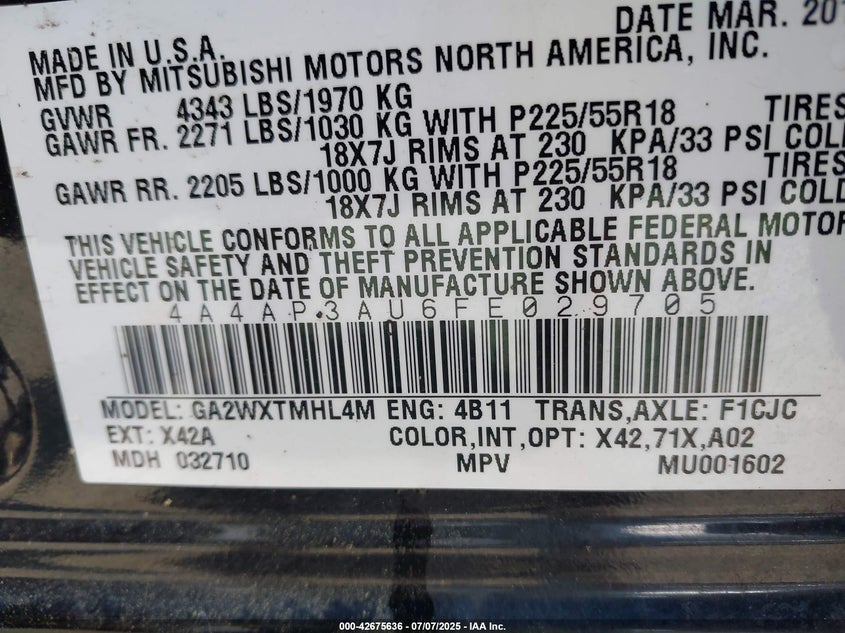 DATE MAR. 201
MADE IN U.S.A.
MFD BY MITSUBISHI MOTORS NORTH AMERICA, INC.
GVWR 4343 LBS/1970 KG
GAWR FR. 2271 LBS/1030 KG WITH P225/55R18 TIRES
18X7J RIMS AT 230 KPA/33 PSI COLD
GAWR RR. 2205 LBS/1000 KG WITH P225/55R18 TIRES
18X7J RIMS AT 230 KPA/33 PSI COLD
THIS VEHICLE CONFORMS TO ALL APPLICABLE FEDERAL MOTOR
VEHICLE SAFETY AND THEFT PREVENTION STANDARDS IN
EFFECT ON THE DATE OF MANUFACTURE SHOWN ABOVE.
4A4AP3AU6FE029705
MODEL: GA2WXTMHL4M ENG: 4B11 TRANS,AXLE: F1CJC
EXT: X42A COLOR,INT,OPT: X42,71X,A02
MDH 032710 MPV MU001602
000-42675636 - 07/07/2025 - IAA Inc.